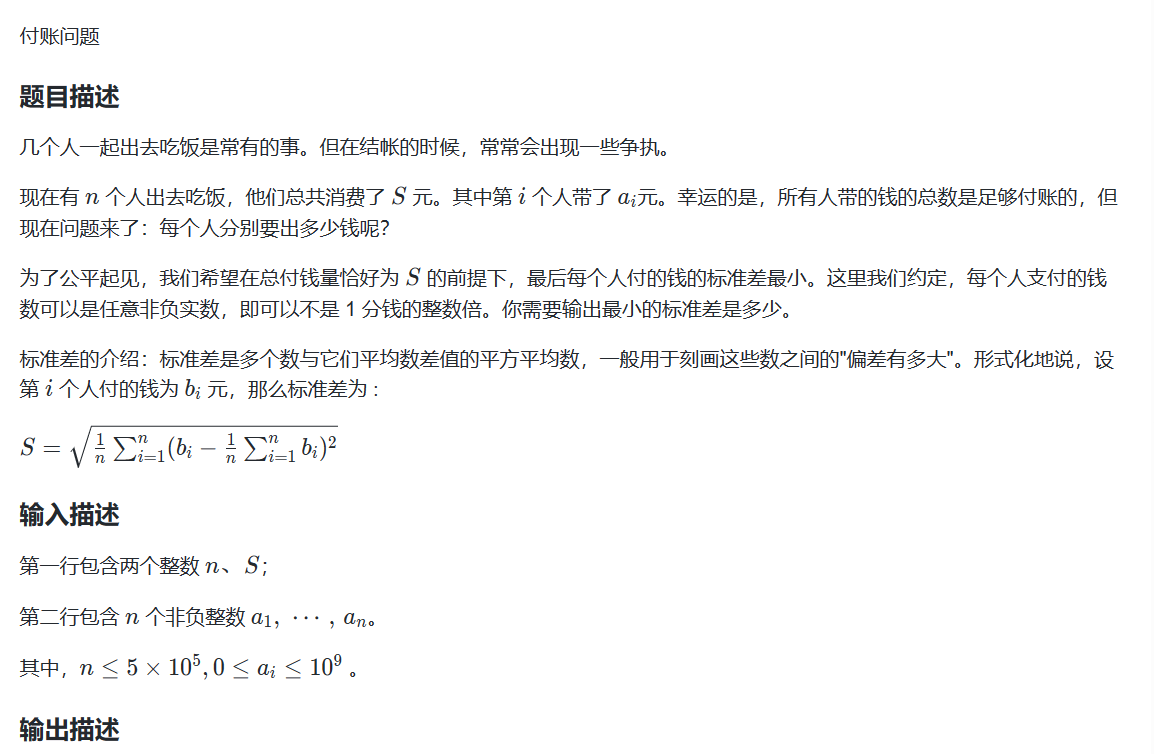 付账问题
题目描述
几个人一起出去吃饭是常有的事。但在结帐的时候，常常会出现一些争执。
现在有 n 个人出去吃饭，他们总共消费了 S 元。其中第 i 个人带了 a_i元。幸运的是，所有人带的钱的总数是足够付账的，但
现在问题来了：每个人分别要出多少钱呢？
为了公平起见，我们希望在总付钱量恰好为 S 的前提下，最后每个人付的钱的标准差最小。这里我们约定，每个人支付的钱
数可以是任意非负实数，即可以不是 1 分钱的整数倍。你需要输出最小的标准差是多少。
标准差的介绍：标准差是多个数与它们平均数差值的平方平均数，一般用于刻画这些数之间的"偏差有多大"。形式化地说，设
第 i 个人付的钱为 b_i 元，那么标准差为 :
S = \sqrt{\frac{1}{n} \sum_{i=1}^{n} (b_i - \frac{1}{n} \sum_{i=1}^{n} b_i)^2}
输入描述
第一行包含两个整数 n、S；
第二行包含 n 个非负整数 a_1, ⋯, a_n。
其中，n ≤ 5 × 10^5, 0 ≤ a_i ≤ 10^9 。
输出描述